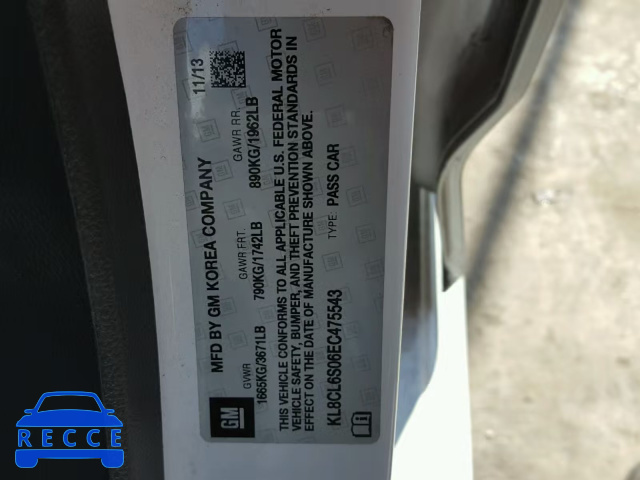 MFD BY GM KOREA COMPANY 11/13
GVWR GAWR FRT. GAWR RR.
1665KG/3671LB 790KG/1742LB 890KG/1962LB
THIS VEHICLE CONFORMS TO ALL APPLICABLE U.S. FEDERAL MOTOR
VEHICLE SAFETY, BUMPER, AND THEFT PREVENTION STANDARDS IN
EFFECT ON THE DATE OF MANUFACTURE SHOWN ABOVE.
KL8CL6S06EC475543 TYPE: PASS CAR
GM
RECCE